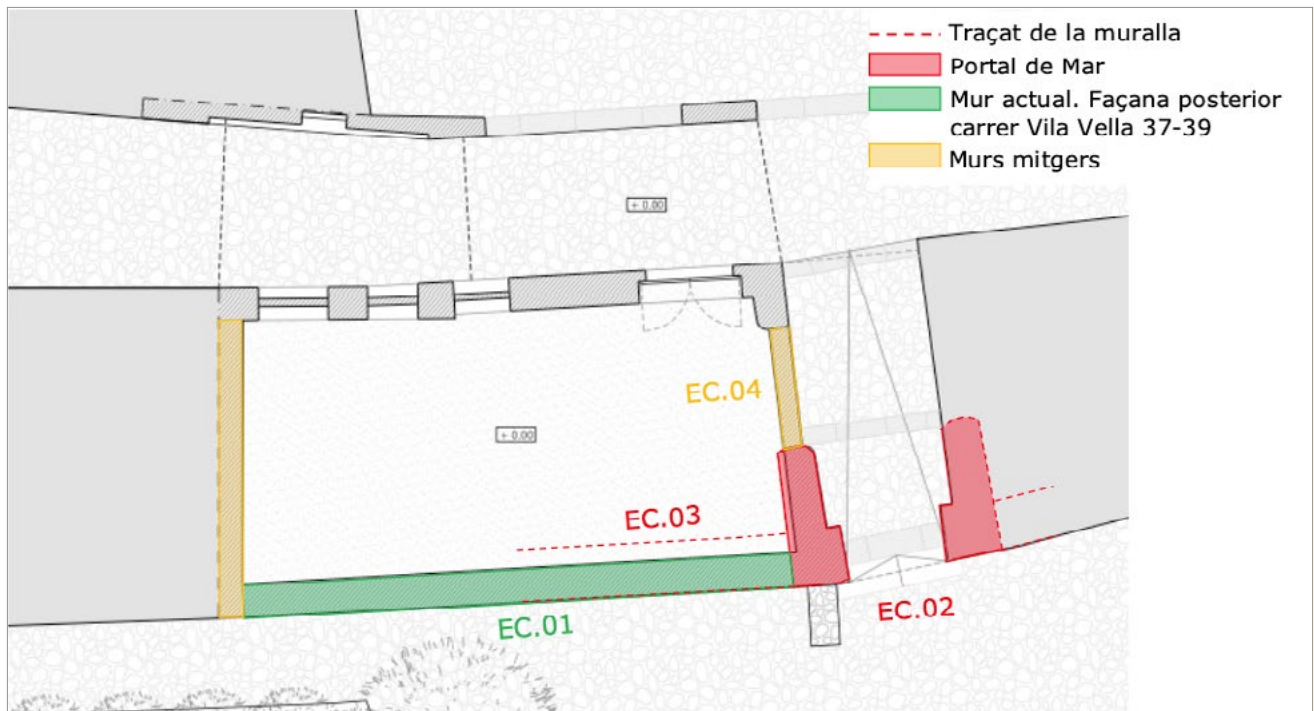 Traçat de la muralla
Portal de Mar
Mur actual. Façana posterior
carrer Vila Vella 37-39
Murs mitgers
+ 0.00
EC.04
+ 0.00
EC.03
EC.01
EC.02